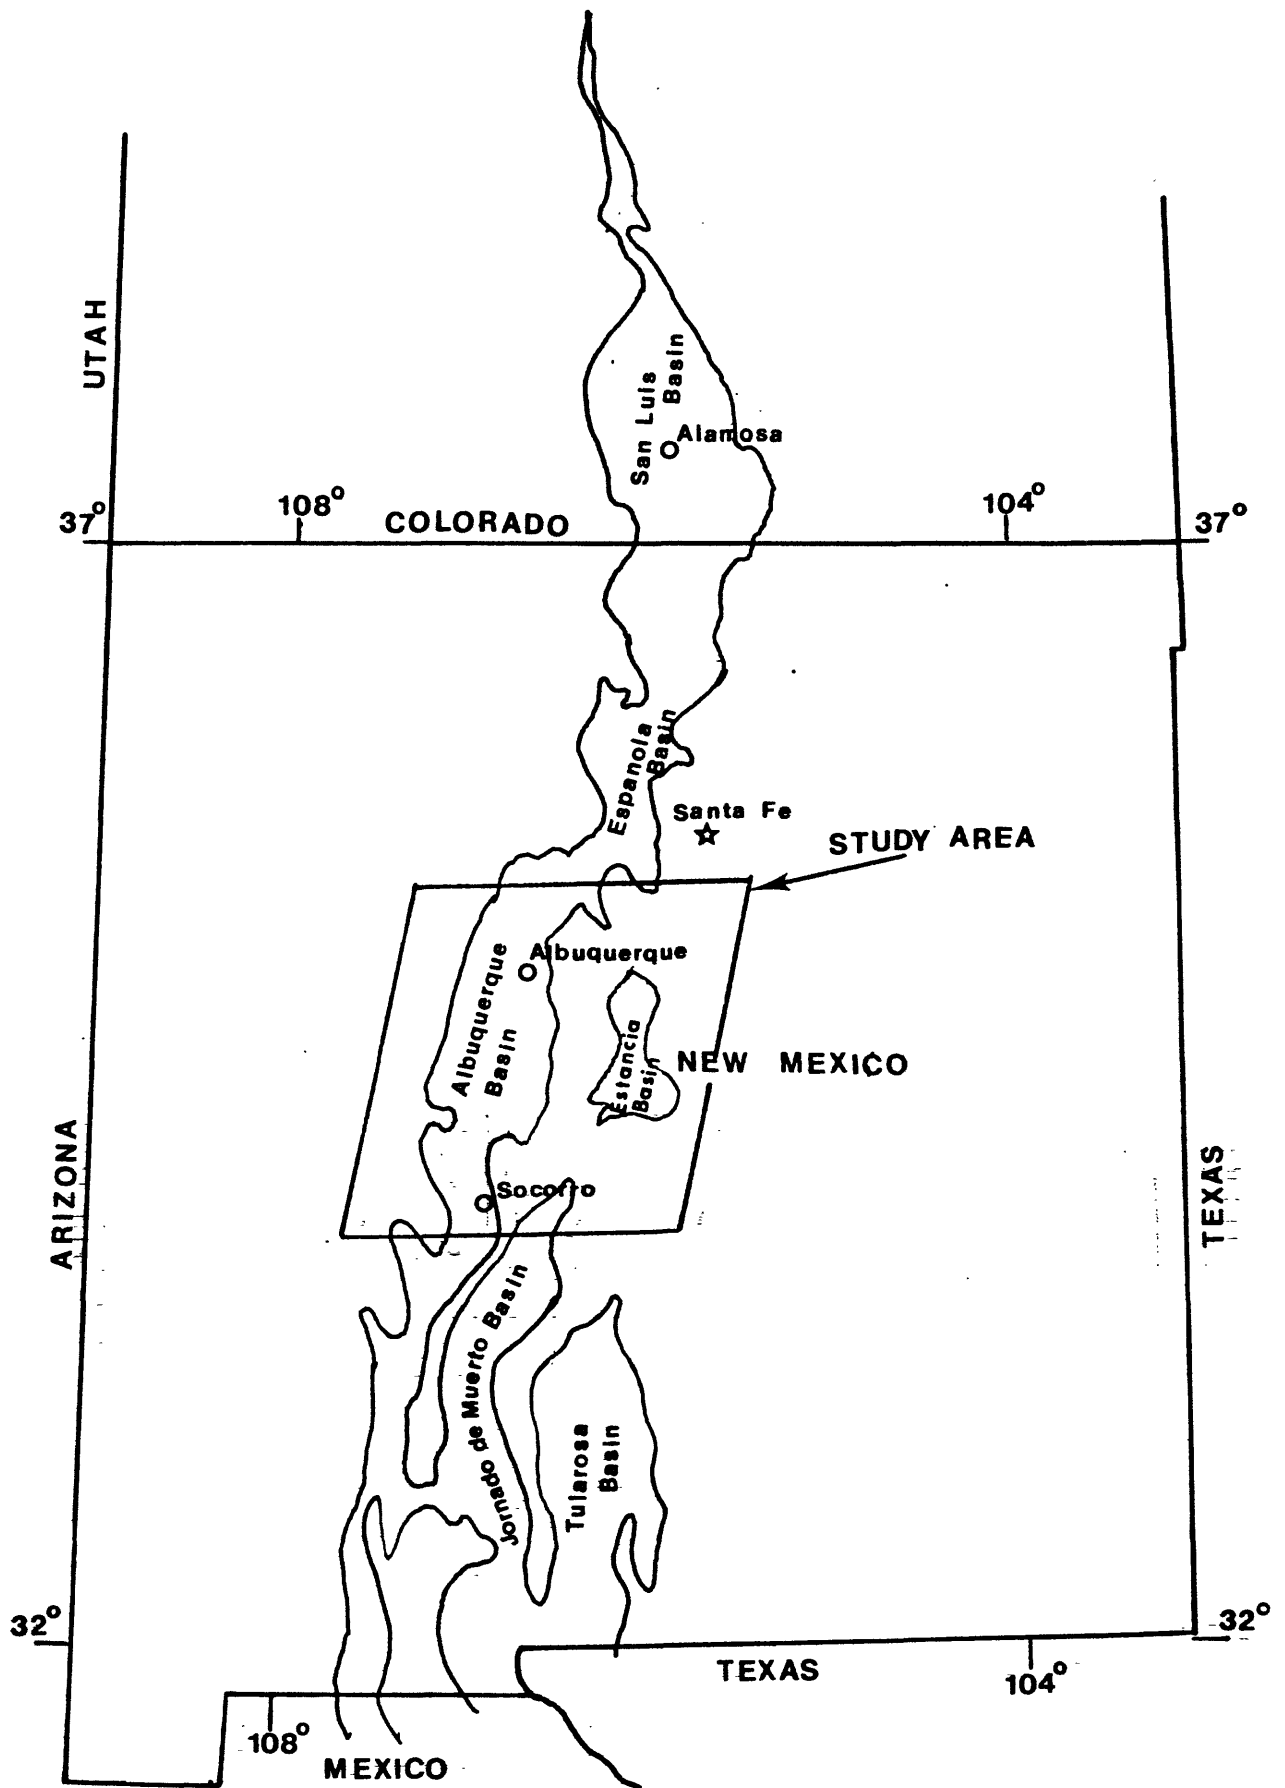 UTAH
San Luis
Basin
Alamosa
108°
104°
37°
COLORADO
37°
Espanola
Basin
Santa Fe
STUDY AREA
Albuquerque
Albuquerque
Basin
Estancia
Basin
NEW MEXICO
ARIZONA
TEXAS
Socorro
Jornado de Muerto Basin
Tularosa
Basin
32°
32°
TEXAS
104°
108°
MEXICO